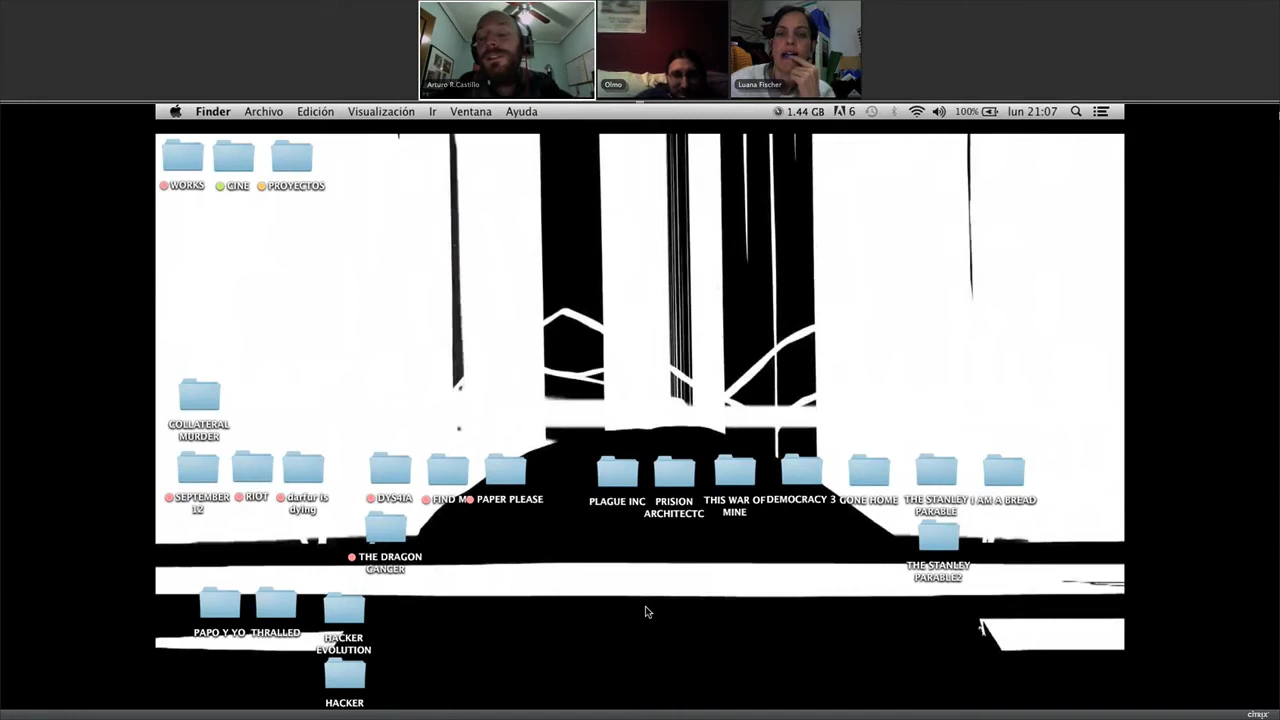 Arturo R.Castillo
Olmo
Luana Fischer
Finder Archivo Edición Visualización Ir Ventana Ayuda
1.44 GB 6 100% lun 21:07
WORKS CINE PROYECTOS
COLLATERAL
MURDER
SEPTEMBER
12
RIOT
darfur is
dying
DYS4IA
FIND M
PAPER PLEASE
PLAGUE INC
PRISION
ARCHITECTC
THIS WAR OF
MINE
DEMOCRACY 3
GONE HOME
THE STANLEY
PARABLE
I AM A BREAD
THE DRAGON
CANCER
THE STANLEY
PARABLE2
PAPO Y YO
THRALLED
HACKER
EVOLUTION
HACKER
CITRIX